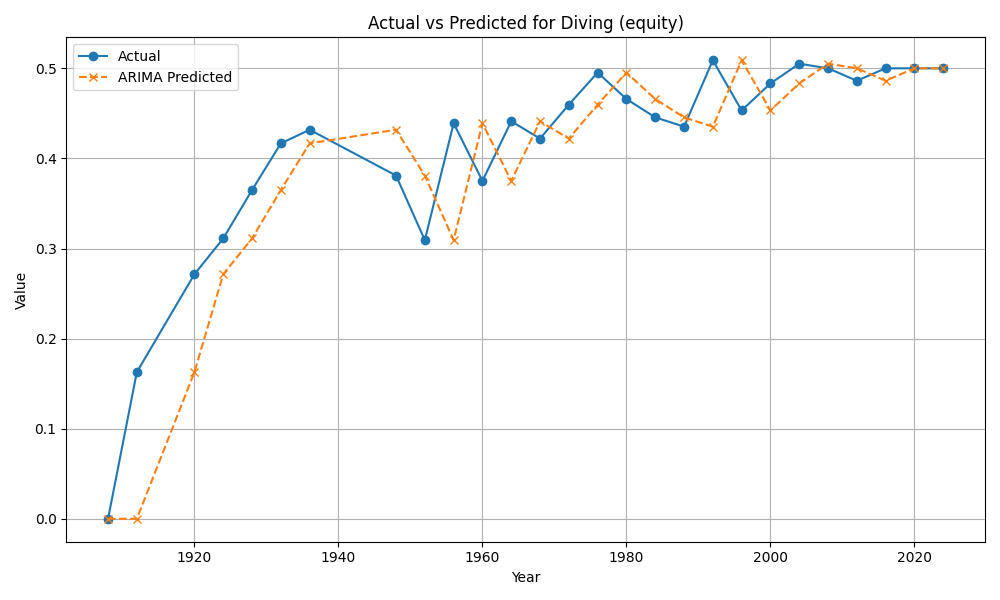 Actual vs Predicted for Diving (equity)
Actual
ARIMA Predicted
0.5
0.4
0.3
0.2
0.1
0.0
Value
1920 1940 1960 1980 2000 2020
Year